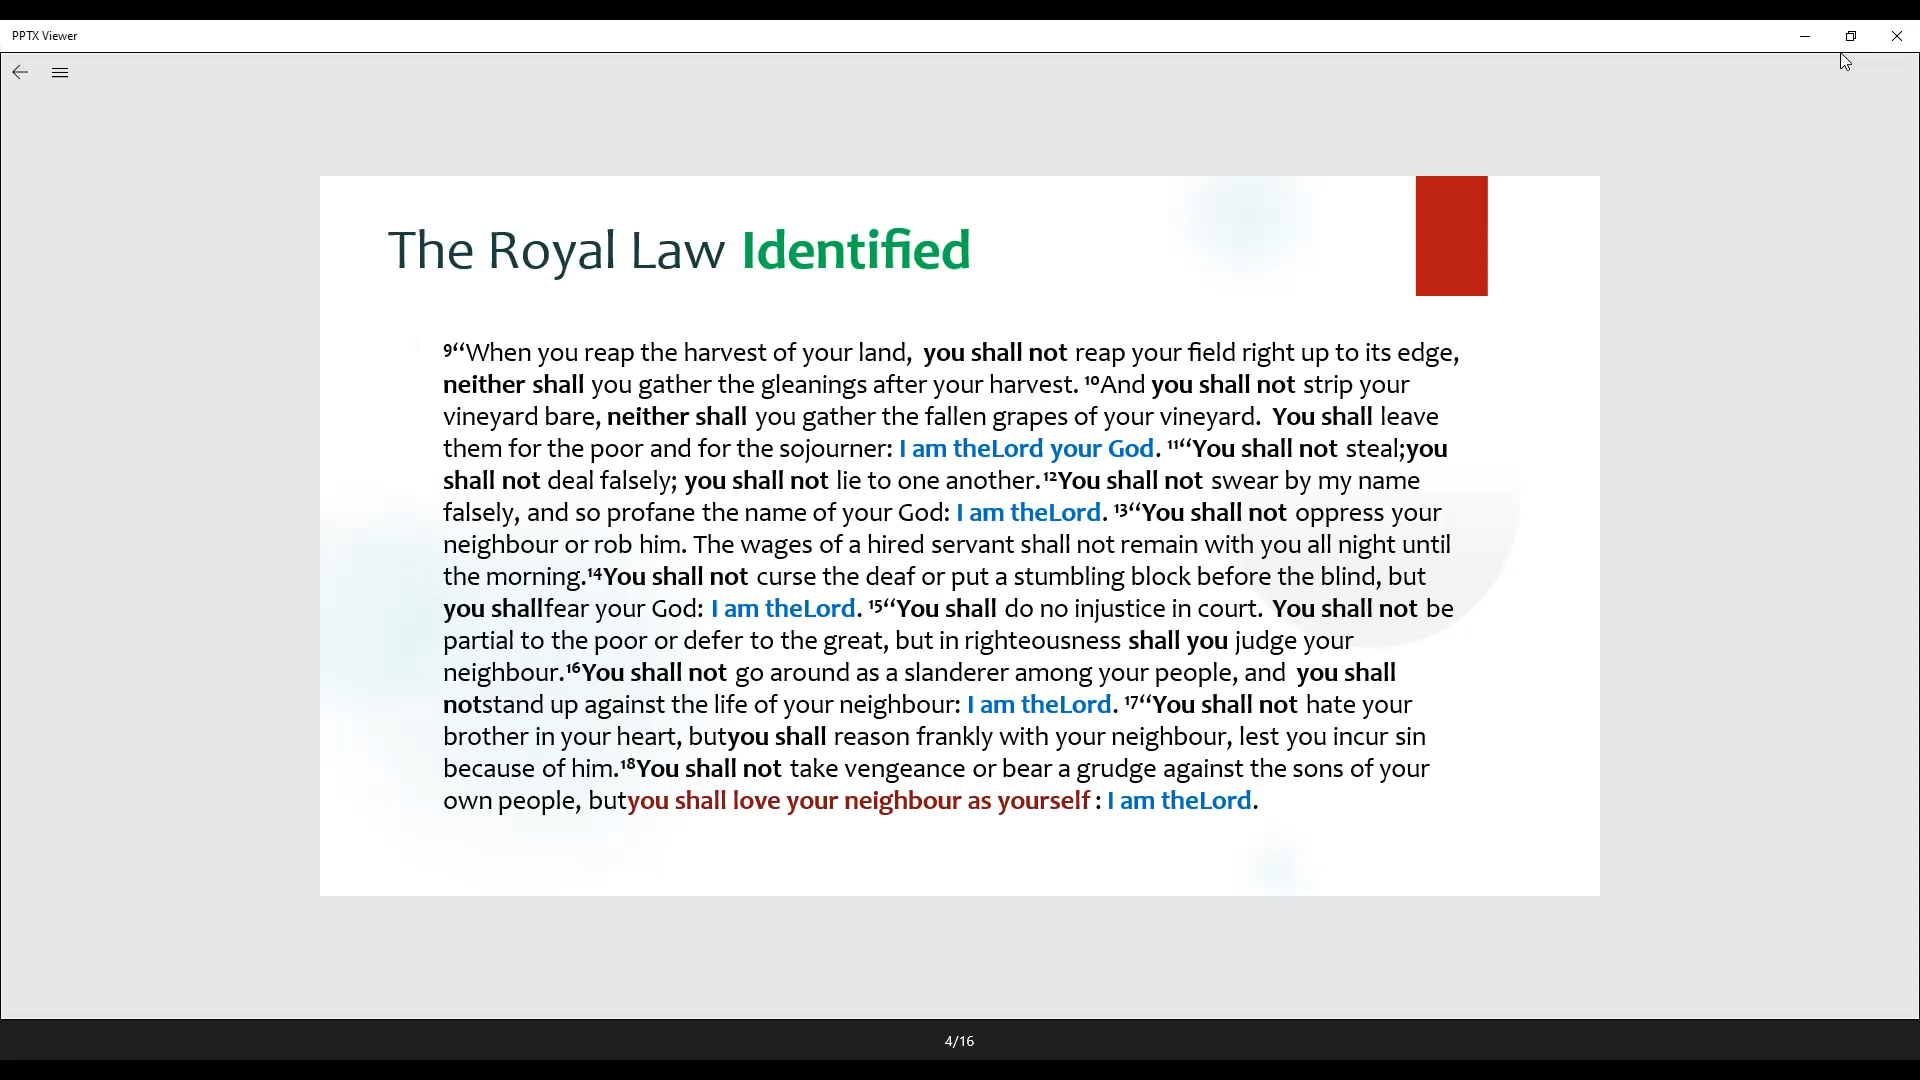 PPTX Viewer
The Royal Law Identified
⁹“When you reap the harvest of your land, you shall not reap your field right up to its edge,
neither shall you gather the gleanings after your harvest. ¹⁰And you shall not strip your
vineyard bare, neither shall you gather the fallen grapes of your vineyard. You shall leave
them for the poor and for the sojourner: I am theLord your God. ¹¹“You shall not steal;you
shall not deal falsely; you shall not lie to one another.¹²You shall not swear by my name
falsely, and so profane the name of your God: I am theLord. ¹³“You shall not oppress your
neighbour or rob him. The wages of a hired servant shall not remain with you all night until
the morning.¹⁴You shall not curse the deaf or put a stumbling block before the blind, but
you shallfear your God: I am theLord. ¹⁵“You shall do no injustice in court. You shall not be
partial to the poor or defer to the great, but in righteousness shall you judge your
neighbour.¹⁶You shall not go around as a slanderer among your people, and you shall
notstand up against the life of your neighbour: I am theLord. ¹⁷“You shall not hate your
brother in your heart, butyou shall reason frankly with your neighbour, lest you incur sin
because of him.¹⁸You shall not take vengeance or bear a grudge against the sons of your
own people, butyou shall love your neighbour as yourself : I am theLord.
4/16